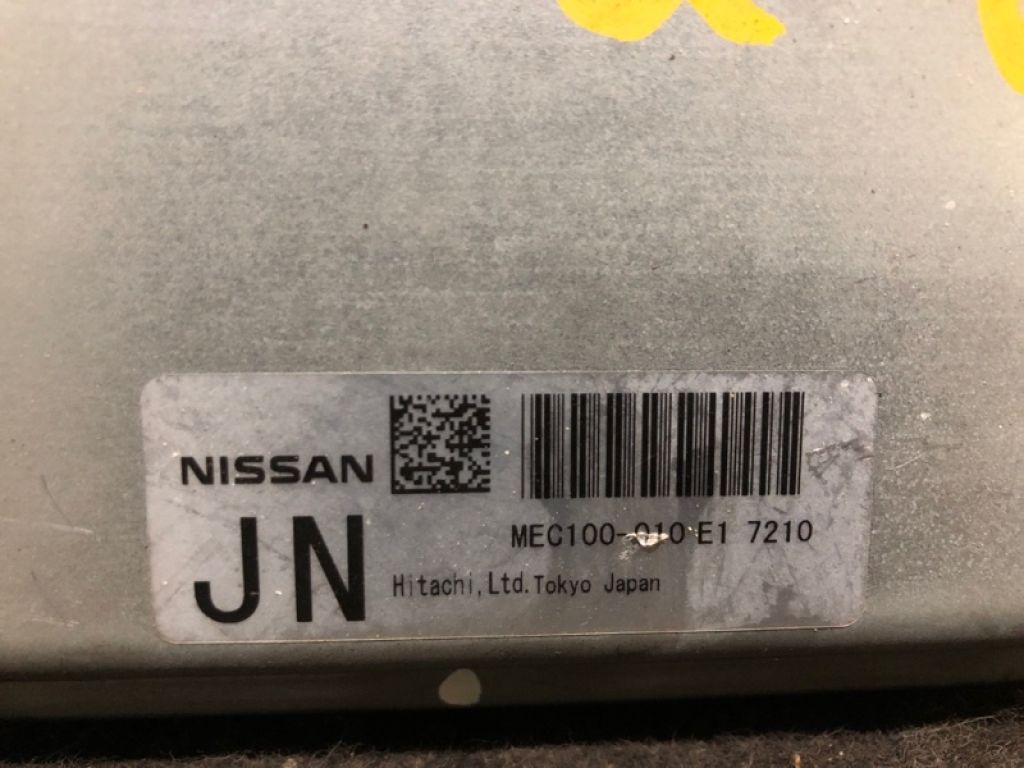 NISSAN
JN
MEC100-010 E1 7210
Hitachi,Ltd.Tokyo Japan